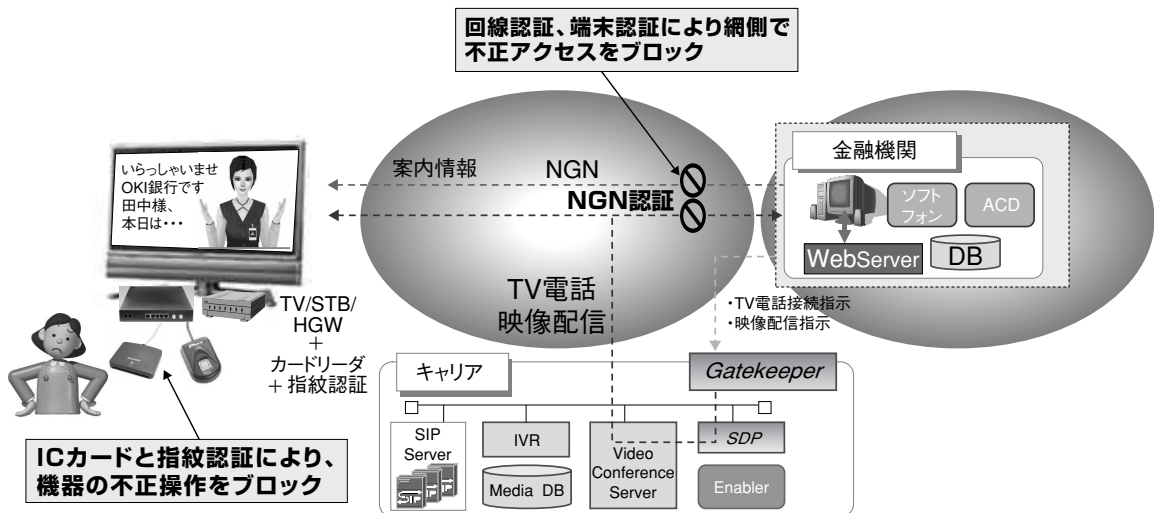 回線認証、端末認証により網側で
不正アクセスをブロック
いらっしゃいませ
OKI銀行です
田中様、
本日は・・・
案内情報
NGN
NGN認証
TV電話
映像配信
金融機関
ソフト
フォン
ACD
WebServer
DB
・TV電話接続指示
・映像配信指示
TV/STB/
HGW
+
カードリーダ
+ 指紋認証
キャリア
Gatekeeper
SIP
Server
IVR
Media DB
Video
Conference
Server
SDP
Enabler
ICカードと指紋認証により、
機器の不正操作をブロック